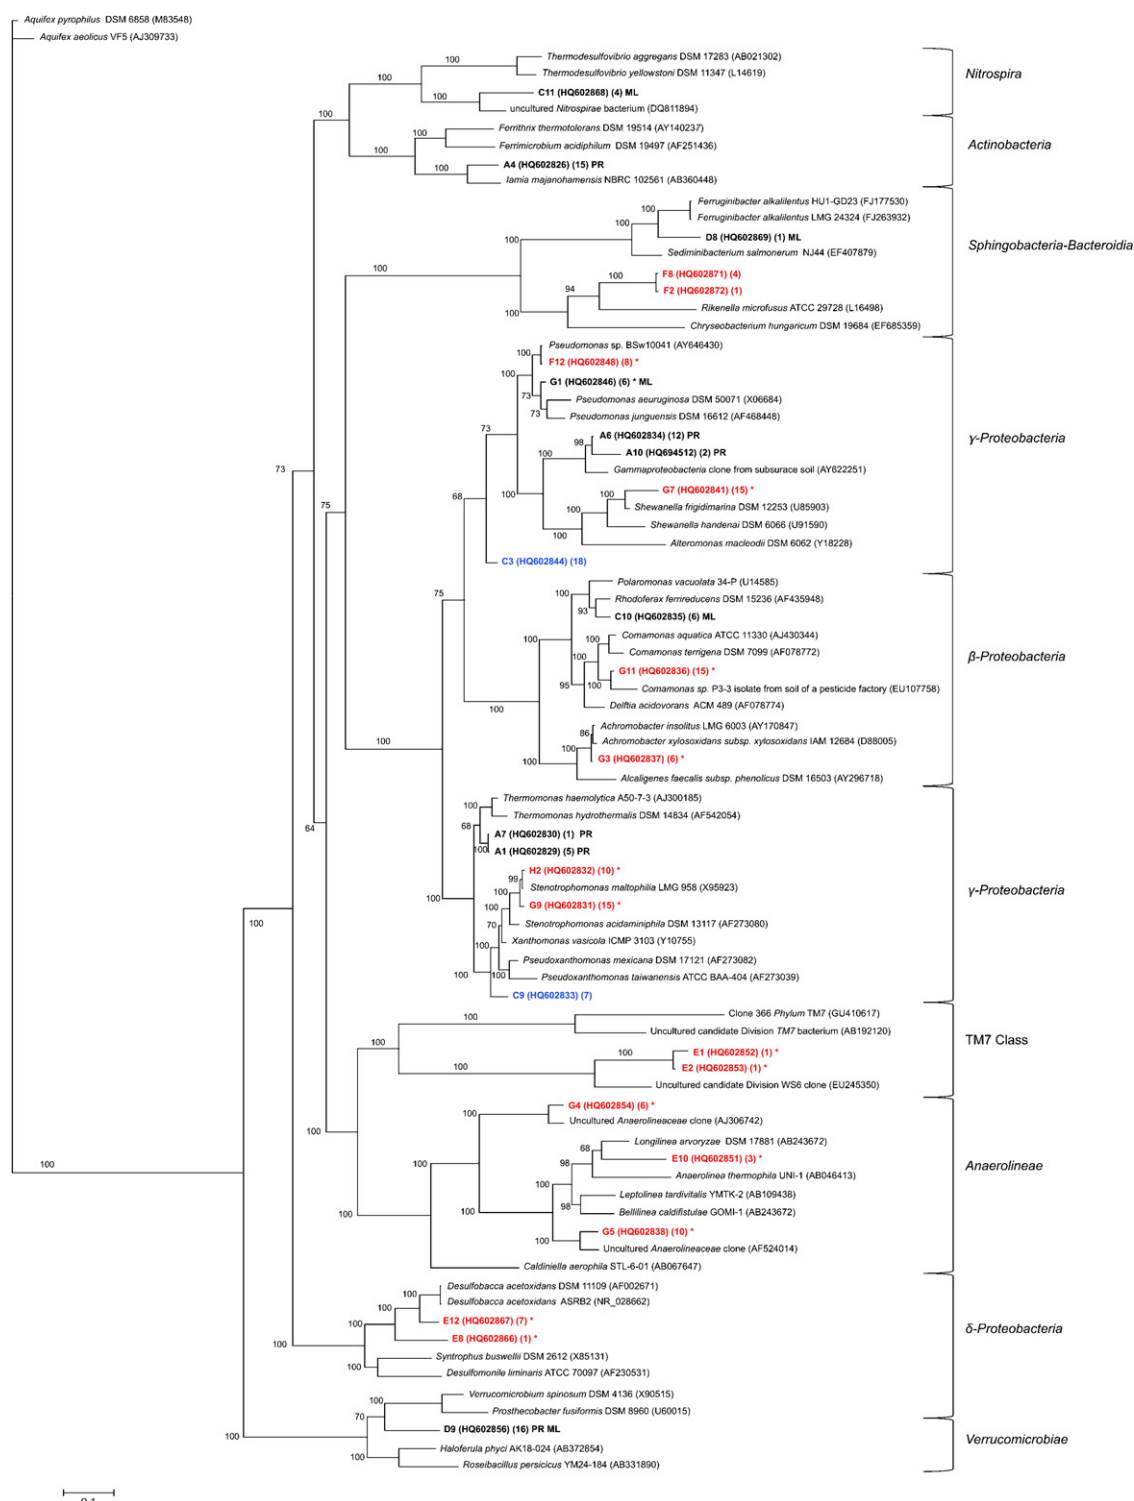 Aquifex pyrophilus DSM 6858 (M83548)
Aquifex aeolicus VF5 (AJ309733)
Thermodesulfovibrio aggregans DSM 17283 (AB021302)
100
Thermodesulfovibrio yellowstoni DSM 11347 (L14619)
Nitrospira
100
C11 (HQ602868) (4) ML
100
uncultured Nitrospirae bacterium (DQ811894)
100
Ferrithrix thermotolerans DSM 19514 (AY140237)
100
Ferrimicrobium acidiphilum DSM 19497 (AF251436)
Actinobacteria
100
A4 (HQ602826) (15) PR
100
Iamia majanohamensis NBRC 102561 (AB360448)
Ferruginibacter alkalilentus HU1-GD23 (FJ177530)
100
Ferruginibacter alkalilentus LMG 24324 (FJ263932)
100
D8 (HQ602869) (1) ML
100
Sphingobacteria-Bacteroidia
Sediminibacterium salmonerum NJ44 (EF407879)
100
F8 (HQ602871) (4)
100
F2 (HQ602872) (1)
94
Rikenella microfusus ATCC 29728 (L16498)
100
Chryseobacterium hungaricum DSM 19684 (EF685359)
Pseudomonas sp. BSw10041 (AY646430)
100
F12 (HQ602848) (8) *
100
G1 (HQ602846) (6) * ML
73
Pseudomonas aeuruginosa DSM 50071 (X06684)
73
Pseudomonas junguensis DSM 16612 (AF468448)
73
A6 (HQ602834) (12) PR
98
γ-Proteobacteria
A10 (HQ694512) (2) PR
100
Gammaproteobacteria clone from subsurace soil (AY622251)
73
G7 (HQ602841) (15) *
100
100
68
Shewanella frigidimarina DSM 12253 (U85903)
100
Shewanella handenai DSM 6066 (U91590)
75
100
Alteromonas macleodii DSM 6062 (Y18228)
C3 (HQ602844) (18)
Polaromonas vacuolata 34-P (U14585)
100
Rhodoferax ferrireducens DSM 15236 (AF435948)
75
93
C10 (HQ602835) (6) ML
100
Comamonas aquatica ATCC 11330 (AJ430344)
100
Comamonas terrigena DSM 7099 (AF078772)
β-Proteobacteria
100
G11 (HQ602836) (15) *
95
100
Comamonas sp. P3-3 isolate from soil of a pesticide factory (EU107758)
100
Delftia acidovorans ACM 489 (AF078774)
Achromobacter insolitus LMG 6003 (AY170847)
86
Achromobacter xylosoxidans subsp. xylosoxidans IAM 12684 (D88005)
100
100
G3 (HQ602837) (6) *
100
Alcaligenes faecalis subsp. phenolicus DSM 16503 (AY296718)
Thermomonas haemolytica A50-7-3 (AJ300185)
100
Thermomonas hydrothermalis DSM 14834 (AF542054)
68
64
A7 (HQ602830) (1) PR
100
A1 (HQ602829) (5) PR
H2 (HQ602832) (10) *
99
Stenotrophomonas maltophilia LMG 958 (X95923)
γ-Proteobacteria
100
100
G9 (HQ602831) (15) *
100
100
70
Stenotrophomonas acidaminiphila DSM 13117 (AF273080)
100
Xanthomonas vasicola ICMP 3103 (Y10755)
Pseudoxanthomonas mexicana DSM 17121 (AF273082)
100
100
Pseudoxanthomonas taiwanensis ATCC BAA-404 (AF273039)
C9 (HQ602833) (7)
Clone 366 Phylum TM7 (GU410617)
100
Uncultured candidate Division TM7 bacterium (AB192120)
TM7 Class
100
E1 (HQ602852) (1) *
100
100
E2 (HQ602853) (1) *
Uncultured candidate Division WS6 clone (EU245350)
G4 (HQ602854) (6) *
100
Uncultured Anaerolineaceae clone (AJ306742)
100
Longilinea arvoryzae DSM 17881 (AB243672)
68
E10 (HQ602851) (3) *
100
98
Anaerolinea thermophila UNI-1 (AB046413)
Anaerolineae
100
Leptolinea tardivitalis YMTK-2 (AB109438)
98
Bellilinea caldifistulae GOMI-1 (AB243672)
100
100
G5 (HQ602838) (10) *
100
Uncultured Anaerolineaceae clone (AF524014)
Caldiniella aerophila STL-6-01 (AB067647)
Desulfobacca acetoxidans DSM 11109 (AF002671)
100
Desulfobacca acetoxidans ASRB2 (NR_028662)
100
E12 (HQ602867) (7) *
100
δ-Proteobacteria
E8 (HQ602866) (1) *
100
Syntrophus buswellii DSM 2612 (X85131)
100
Desulfomonile liminaris ATCC 70097 (AF230531)
Verrucomicrobium spinosum DSM 4136 (X90515)
100
Prosthecobacter fusiformis DSM 8960 (U60015)
70
D9 (HQ602856) (16) PR ML
100
Verrucomicrobiae
Haloferula phyci AK18-024 (AB372854)
100
Roseibacillus persicus YM24-184 (AB331890)